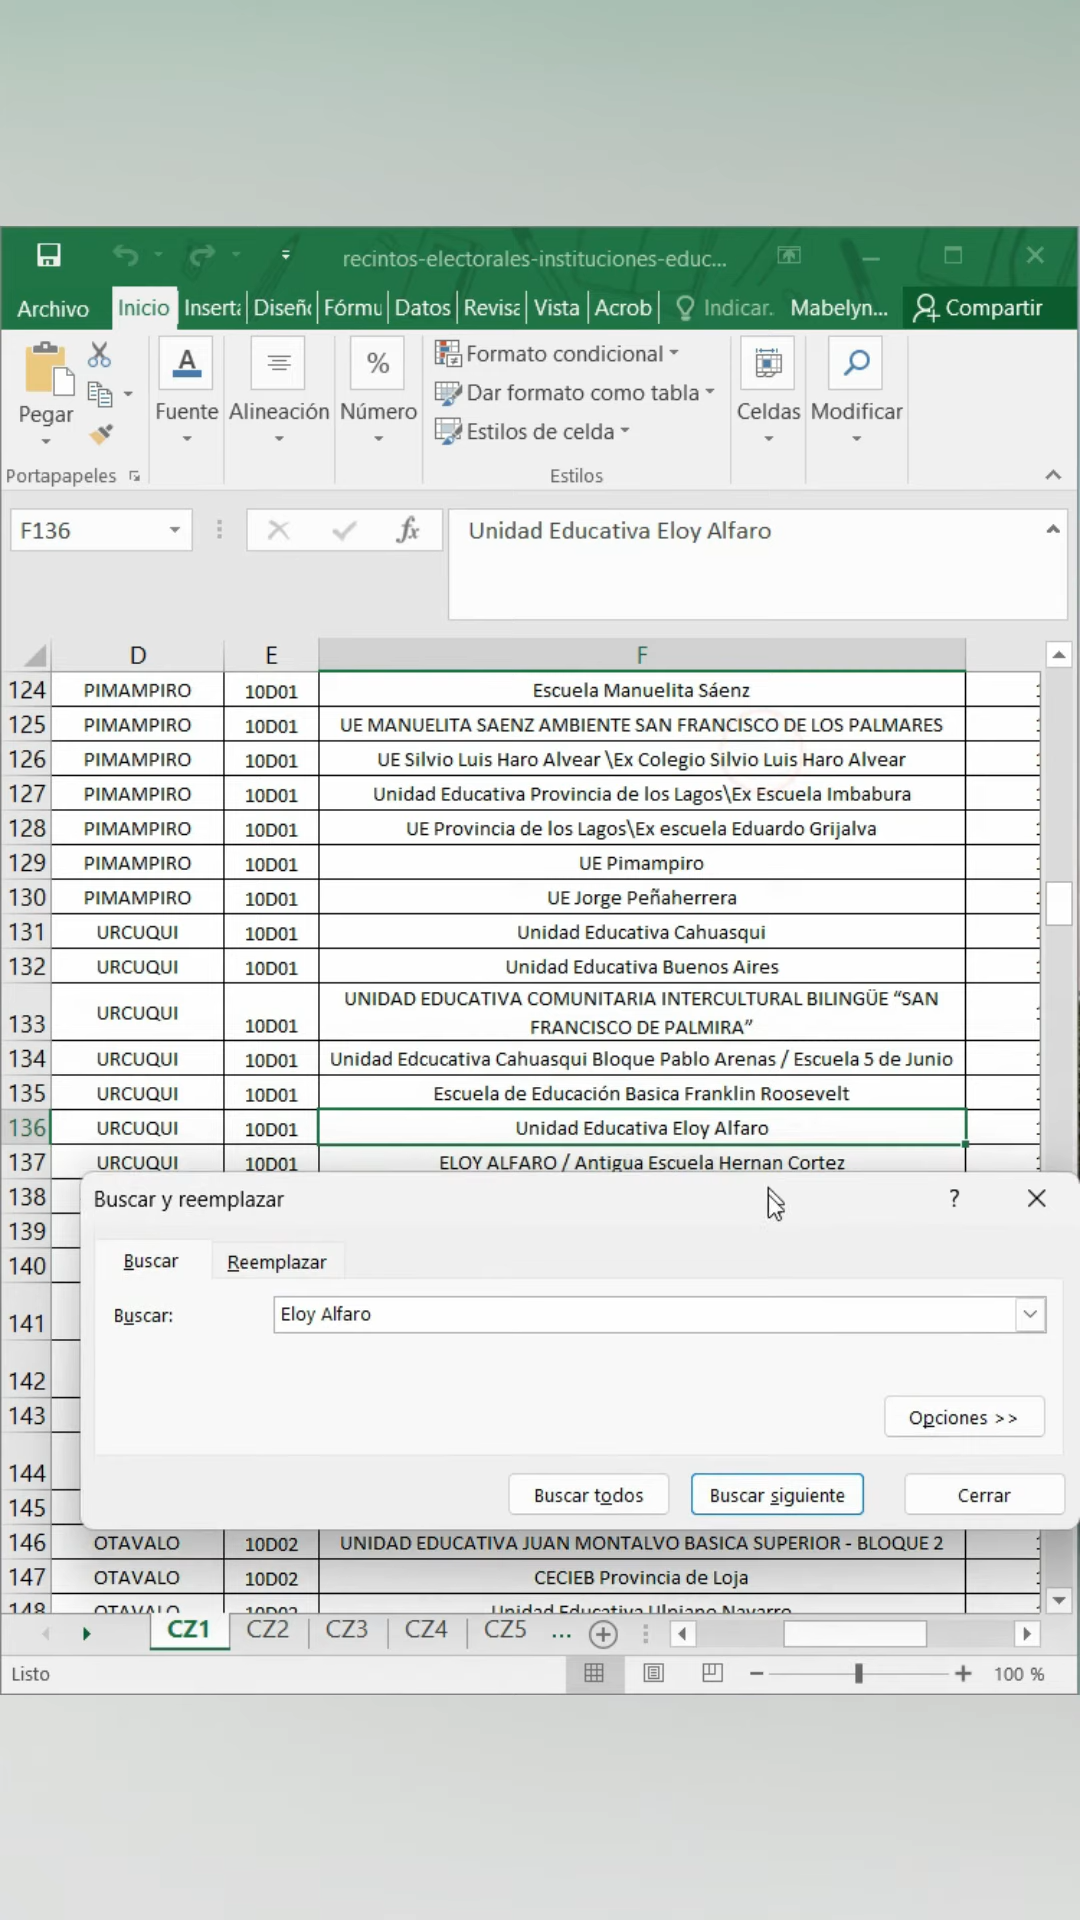 recintos-electorales-instituciones-educ...
Archivo Inicio Inserta Diseñ Fórmu Datos Revisa Vista Acrob Indicar. Mabelyn... Compartir
Pegar Fuente Alineación Número Formato condicional Celdas Modificar
Dar formato como tabla
Estilos de celda
Portapapeles Estilos
F136 fx Unidad Educativa Eloy Alfaro
D E F
124 PIMAMPIRO 10D01 Escuela Manuelita Sáenz
125 PIMAMPIRO 10D01 UE MANUELITA SAENZ AMBIENTE SAN FRANCISCO DE LOS PALMARES
126 PIMAMPIRO 10D01 UE Silvio Luis Haro Alvear \Ex Colegio Silvio Luis Haro Alvear
127 PIMAMPIRO 10D01 Unidad Educativa Provincia de los Lagos\Ex Escuela Imbabura
128 PIMAMPIRO 10D01 UE Provincia de los Lagos\Ex escuela Eduardo Grijalva
129 PIMAMPIRO 10D01 UE Pimampiro
130 PIMAMPIRO 10D01 UE Jorge Peñaherrera
131 URCUQUI 10D01 Unidad Educativa Cahuasqui
132 URCUQUI 10D01 Unidad Educativa Buenos Aires
133 URCUQUI 10D01 UNIDAD EDUCATIVA COMUNITARIA INTERCULTURAL BILINGÜE “SAN
FRANCISCO DE PALMIRA”
134 URCUQUI 10D01 Unidad Edcucativa Cahuasqui Bloque Pablo Arenas / Escuela 5 de Junio
135 URCUQUI 10D01 Escuela de Educación Basica Franklin Roosevelt
136 URCUQUI 10D01 Unidad Educativa Eloy Alfaro
137 URCUQUI 10D01 ELOY ALFARO / Antigua Escuela Hernan Cortez
138 Buscar y reemplazar ?
139
140 Buscar Reemplazar
141 Buscar: Eloy Alfaro
142
143 Opciones >>
144
145 Buscar todos Buscar siguiente Cerrar
146 OTAVALO 10D02 UNIDAD EDUCATIVA JUAN MONTALVO BASICA SUPERIOR - BLOQUE 2
147 OTAVALO 10D02 CECIEB Provincia de Loja
148 OTAVALO 10D02 Unidad Educativa Ulpiano Navarro
CZ1 CZ2 CZ3 CZ4 CZ5 ...
Listo 100 %